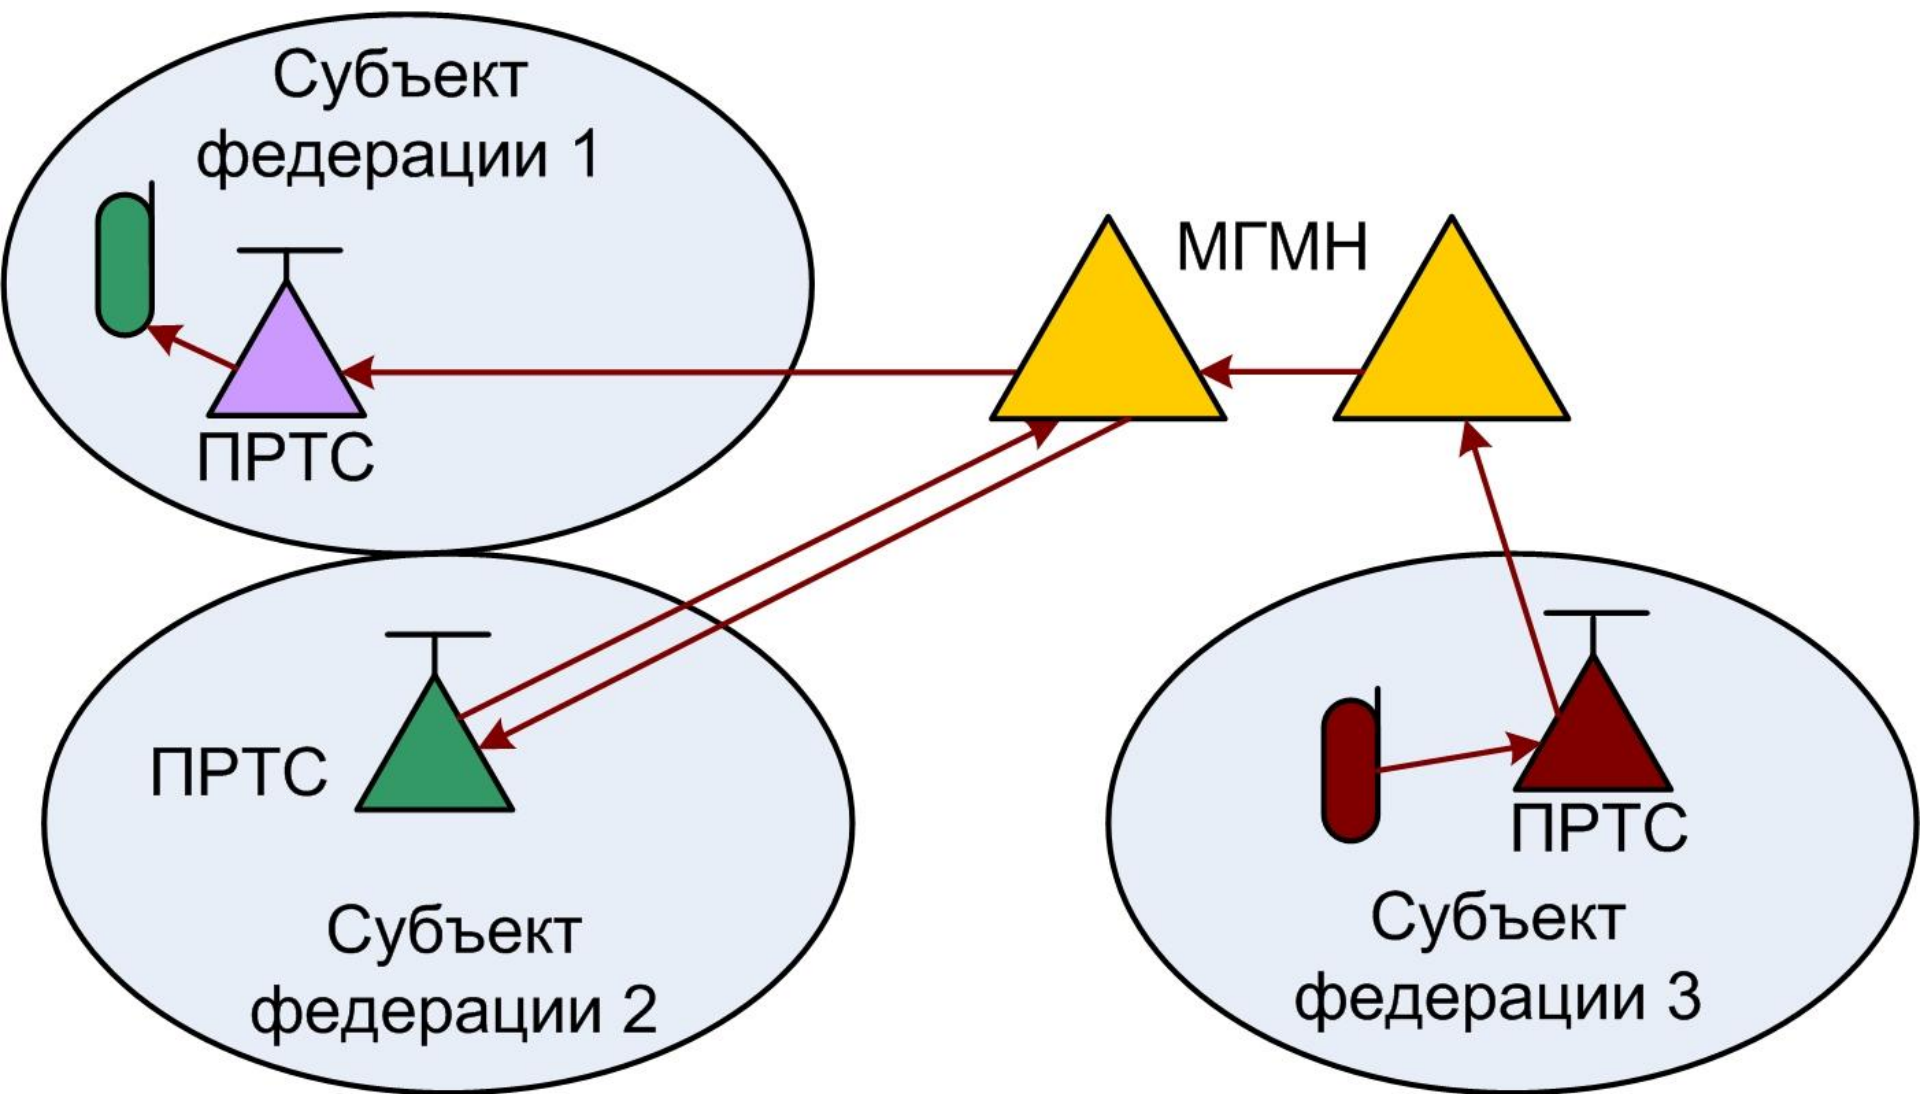 Субъект
федерации 1
МГМН
ПРТС
ПРТС
ПРТС
Субъект
федерации 2
Субъект
федерации 3